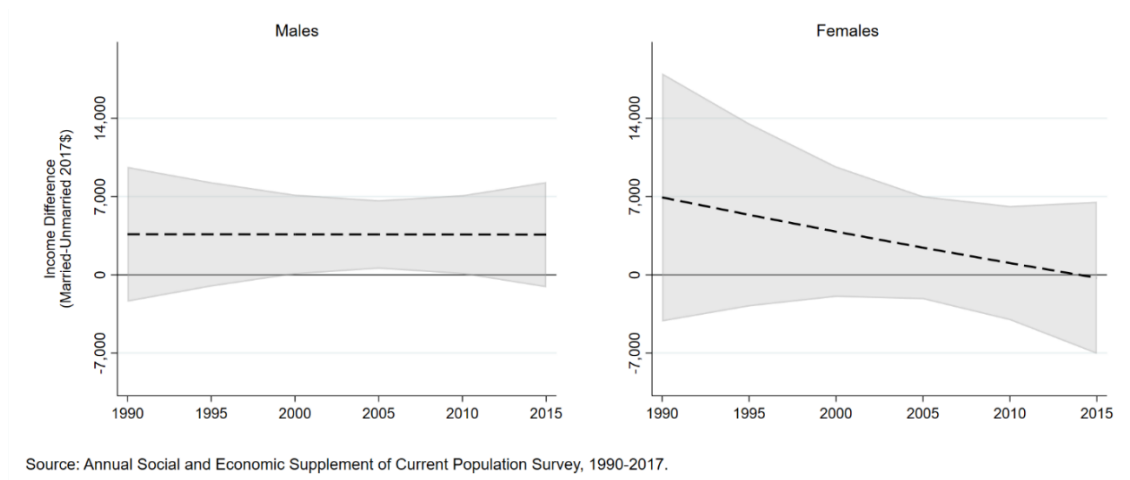 Males
Females
Income Difference
(Married-Unmarried 2017$)
14,000
7,000
0
-7,000
1990 1995 2000 2005 2010 2015
14,000
7,000
0
-7,000
1990 1995 2000 2005 2010 2015
Source: Annual Social and Economic Supplement of Current Population Survey, 1990-2017.